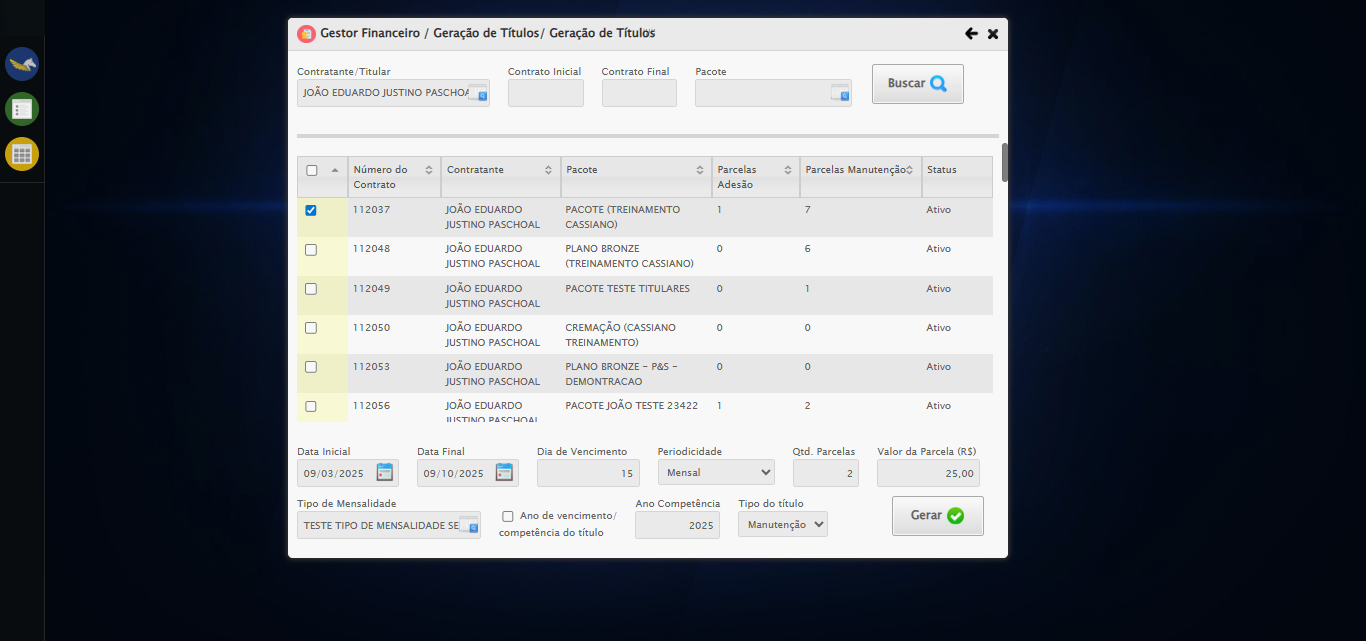 Gestor Financeiro / Geração de Títulos/ Geração de Títulos
Contratante/Titular
Contrato Inicial
Contrato Final
Pacote
JOÃO EDUARDO JUSTINO PASCHOA
Buscar
Número do
Contrato
Contratante
Pacote
Parcelas
Adesão
Parcelas Manutenção
Status
112037
JOÃO EDUARDO
JUSTINO PASCHOAL
PACOTE (TREINAMENTO
CASSIANO)
1
7
Ativo
112048
JOÃO EDUARDO
JUSTINO PASCHOAL
PLANO BRONZE
(TREINAMENTO CASSIANO)
0
6
Ativo
112049
JOÃO EDUARDO
JUSTINO PASCHOAL
PACOTE TESTE TITULARES
0
1
Ativo
112050
JOÃO EDUARDO
JUSTINO PASCHOAL
CREMAÇÃO (CASSIANO
TREINAMENTO)
0
0
Ativo
112053
JOÃO EDUARDO
JUSTINO PASCHOAL
PLANO BRONZE - P&S -
DEMONTRACAO
0
0
Ativo
112056
JOÃO EDUARDO
JUSTINO PASCHOAL
PACOTE JOÃO TESTE 23422
1
2
Ativo
Data Inicial
Data Final
Dia de Vencimento
Periodicidade
Qtd. Parcelas
Valor da Parcela (R$)
09/03/2025
09/10/2025
15
Mensal
2
25,00
Tipo de Mensalidade
Ano de vencimento/
competência do título
Ano Competência
Tipo do título
TESTE TIPO DE MENSALIDADE SE
2025
Manutenção
Gerar